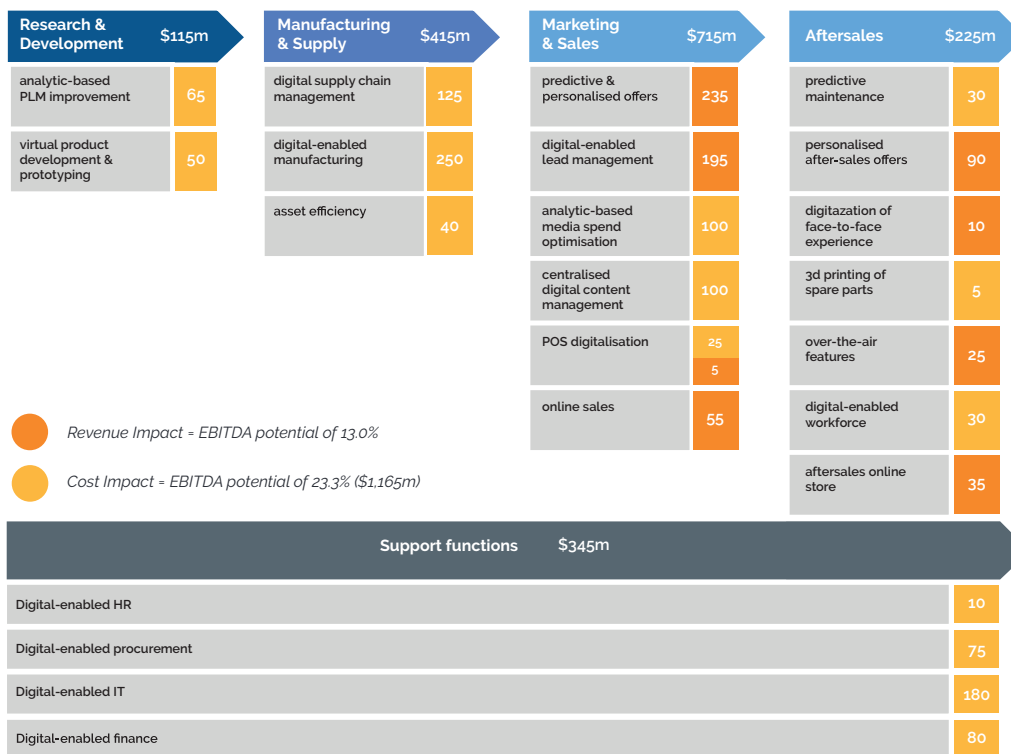 Research &
Development
$115m
analytic-based
PLM improvement
65
virtual product
development &
prototyping
50
Manufacturing
& Supply
$415m
digital supply chain
management
125
digital-enabled
manufacturing
250
asset efficiency
40
Marketing
& Sales
$715m
predictive &
personalised offers
235
digital-enabled
lead management
195
analytic-based
media spend
optimisation
100
centralised
digital content
management
100
POS digitalisation
25
5
online sales
55
Aftersales
$225m
predictive
maintenance
30
personalised
after-sales offers
90
digitazation of
face-to-face
experience
10
3d printing of
spare parts
5
over-the-air
features
25
digital-enabled
workforce
30
aftersales online
store
35
Revenue Impact = EBITDA potential of 13.0%
Cost Impact = EBITDA potential of 23.3% ($1,165m)
Support functions $345m
Digital-enabled HR
10
Digital-enabled procurement
75
Digital-enabled IT
180
Digital-enabled finance
80